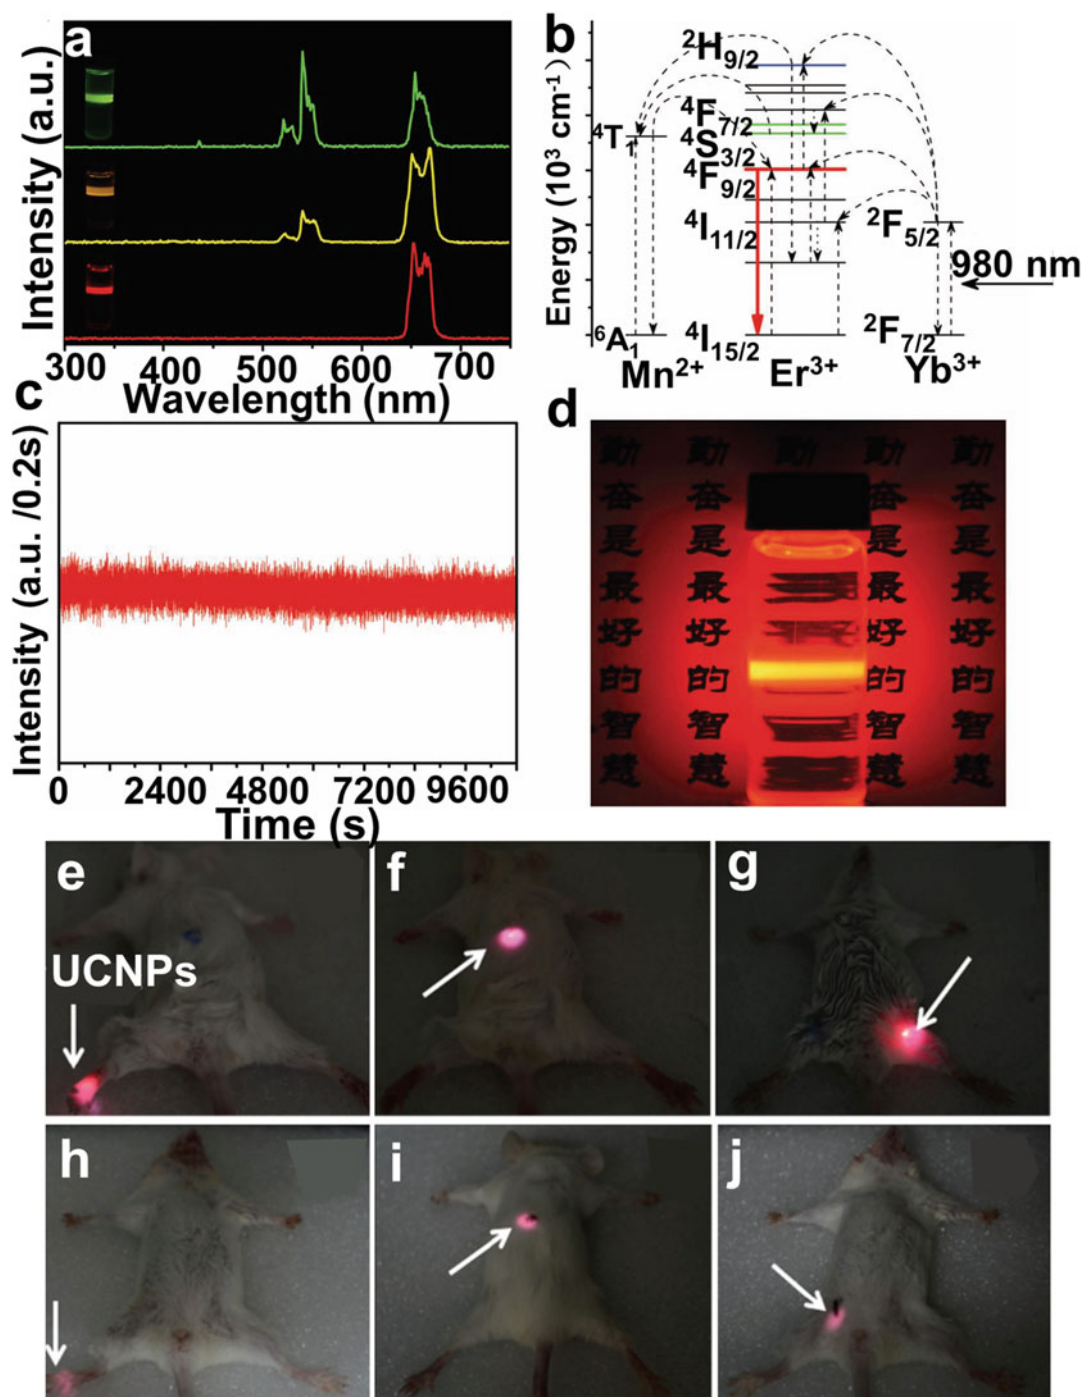 a
Intensity (a.u.)
300 400 500 600 700
Wavelength (nm)
b
Energy (10³ cm⁻¹)
²H₉/₂
⁴F₇/₂
⁴T₁
⁴S₃/₂
⁴F₉/₂
⁴I₁₁/₂
²F₅/₂
980 nm
⁶A₁
⁴I₁₅/₂
²F₇/₂
Mn²⁺ Er³⁺ Yb³⁺
c
Intensity (a.u. /0.2s)
0 2400 4800 7200 9600
Time (s)
d
勤 勤 勤 勤 勤
奋 奋 奋 奋
是 是 是 是
最 最 最 最
好 好 好 好
的 的 的 的
智 智 智 智
慧 慧 慧 慧
e
UCNPs
f
g
h
i
j